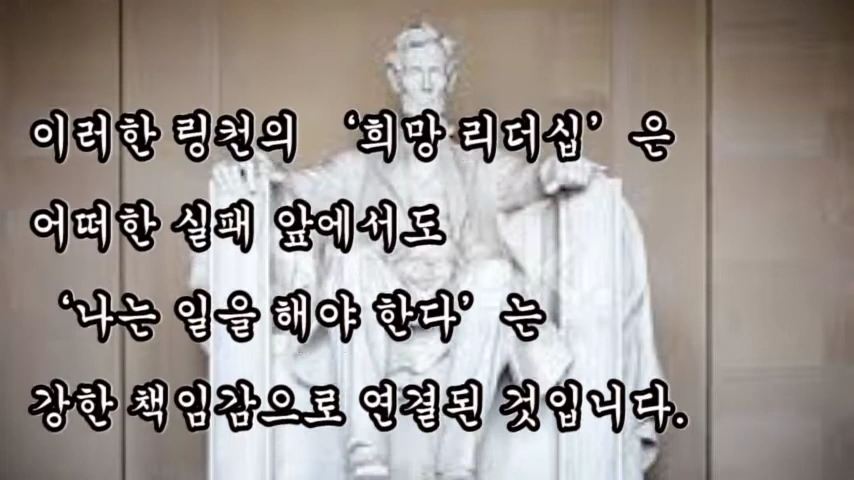 이러한 링컨의 ‘희망 리더십’은
어떠한 실패 앞에서도
‘나는 일을 해야 한다’는
강한 책임감으로 연결된 것입니다.